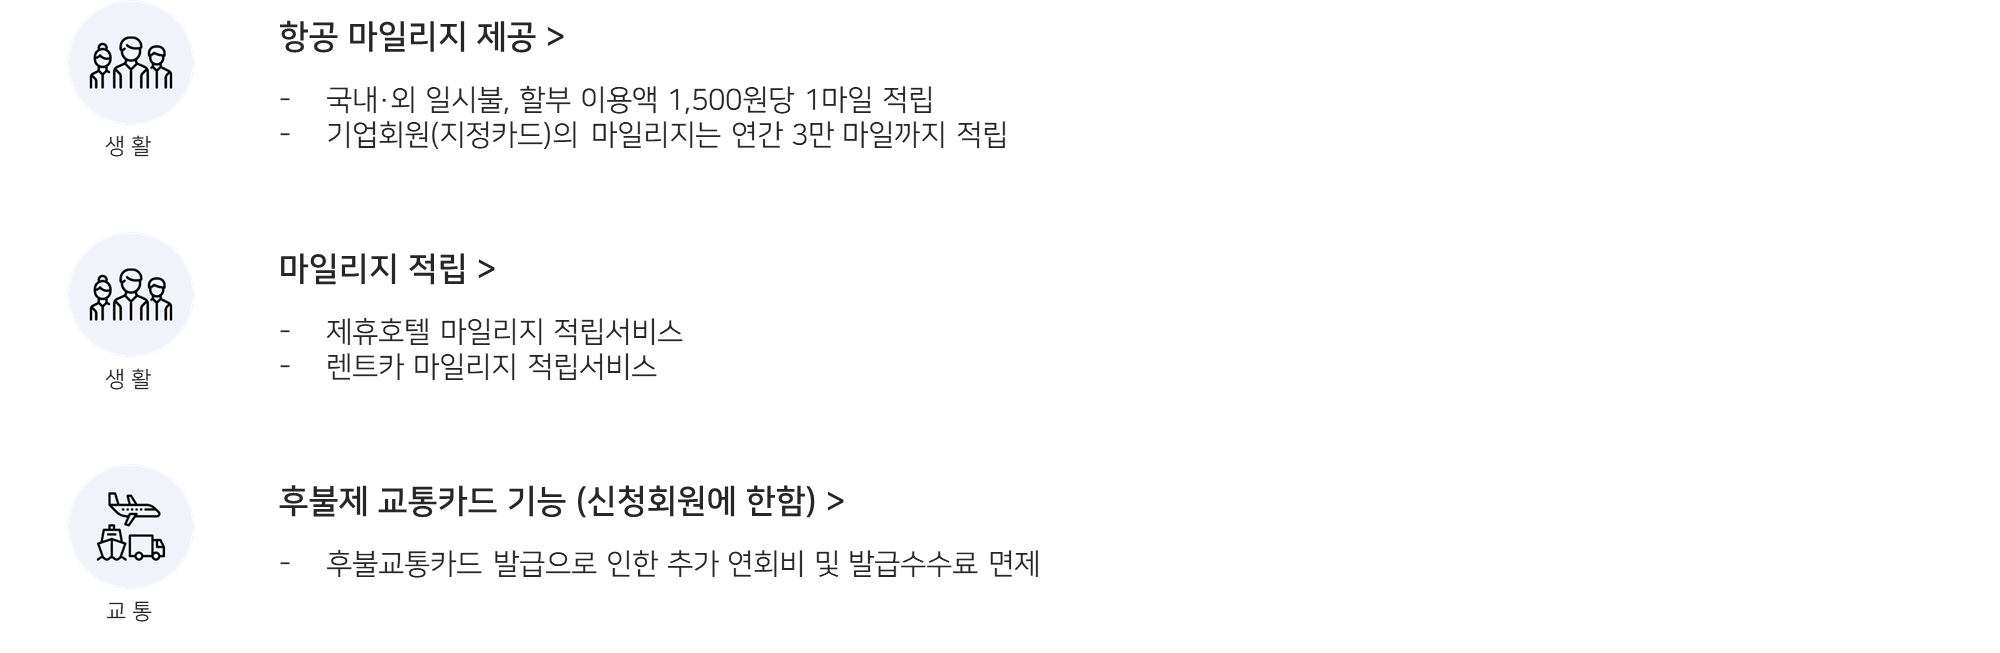 항공 마일리지 제공 >
- 국내·외 일시불, 할부 이용액 1,500원당 1마일 적립
- 기업회원(지정카드)의 마일리지는 연간 3만 마일까지 적립
생 활
마일리지 적립 >
- 제휴호텔 마일리지 적립서비스
- 렌트카 마일리지 적립서비스
생 활
후불제 교통카드 기능 (신청회원에 한함) >
- 후불교통카드 발급으로 인한 추가 연회비 및 발급수수료 면제
교 통